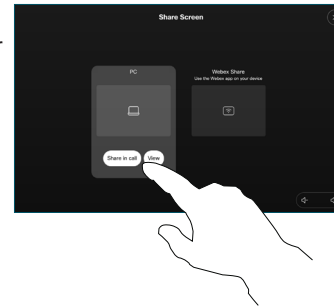 Share Screen
PC
Webex Share
Use the Webex app on your device
Share in call
View